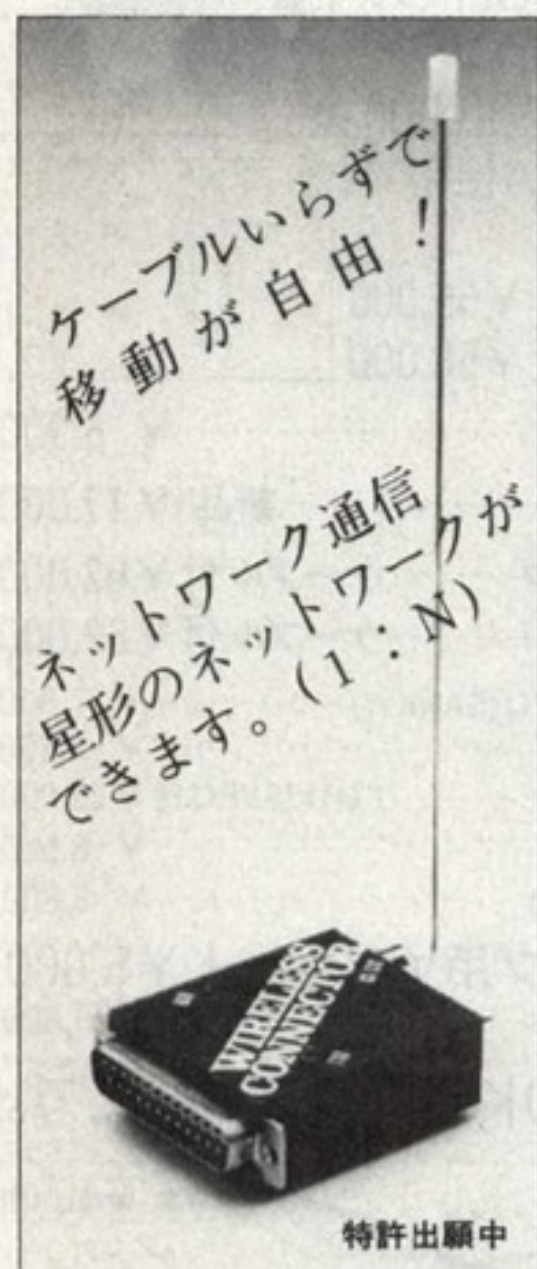 ケーブルいらずで
移動が自由！
ネットワーク通信
星形のネットワークが
できます。(1：N)
WIRELESS
CONNECTOR
特許出願中